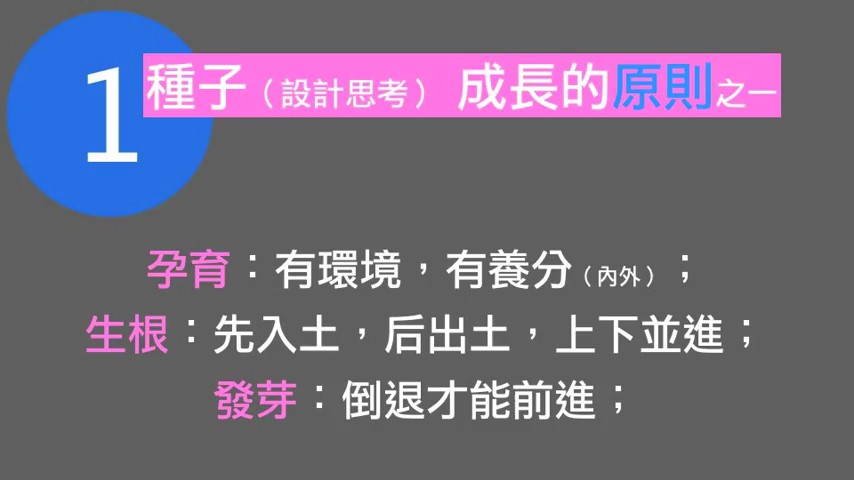 1
種子（設計思考） 成長的原則之一
孕育：有環境，有養分（內外）；
生根：先入土，后出土，上下並進；
發芽：倒退才能前進；